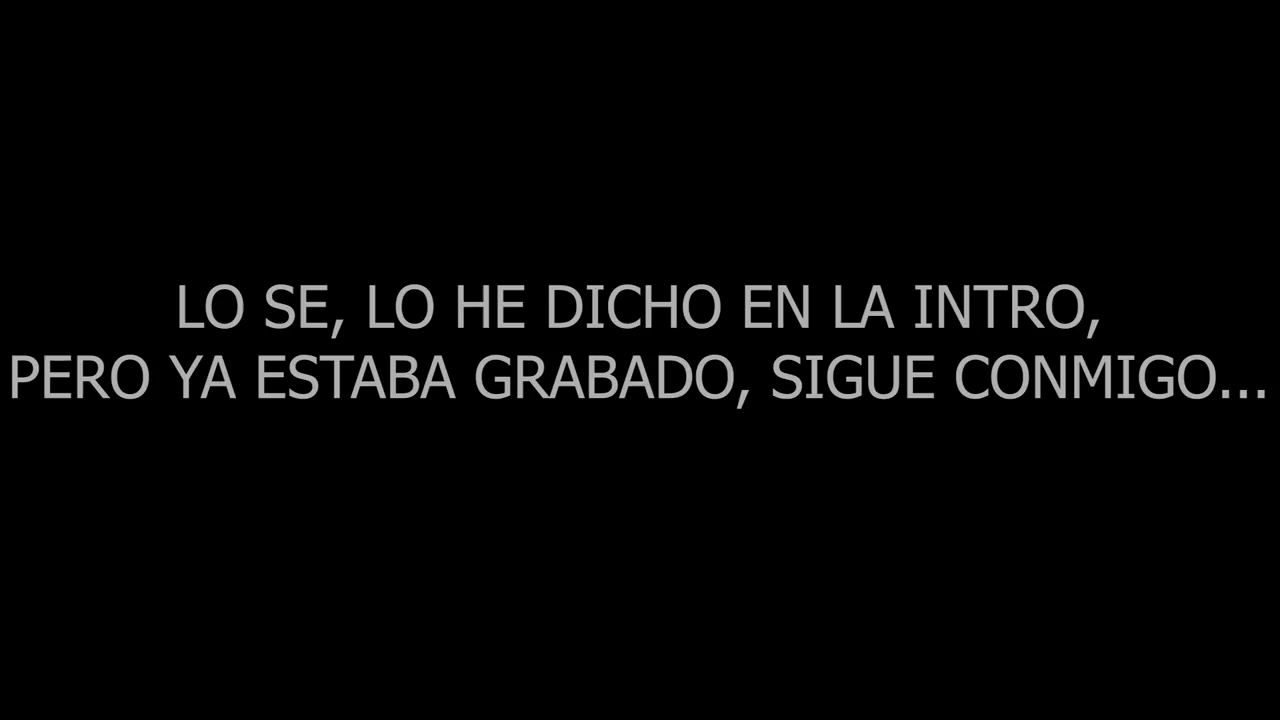 LO SE, LO HE DICHO EN LA INTRO,
PERO YA ESTABA GRABADO, SIGUE CONMIGO...